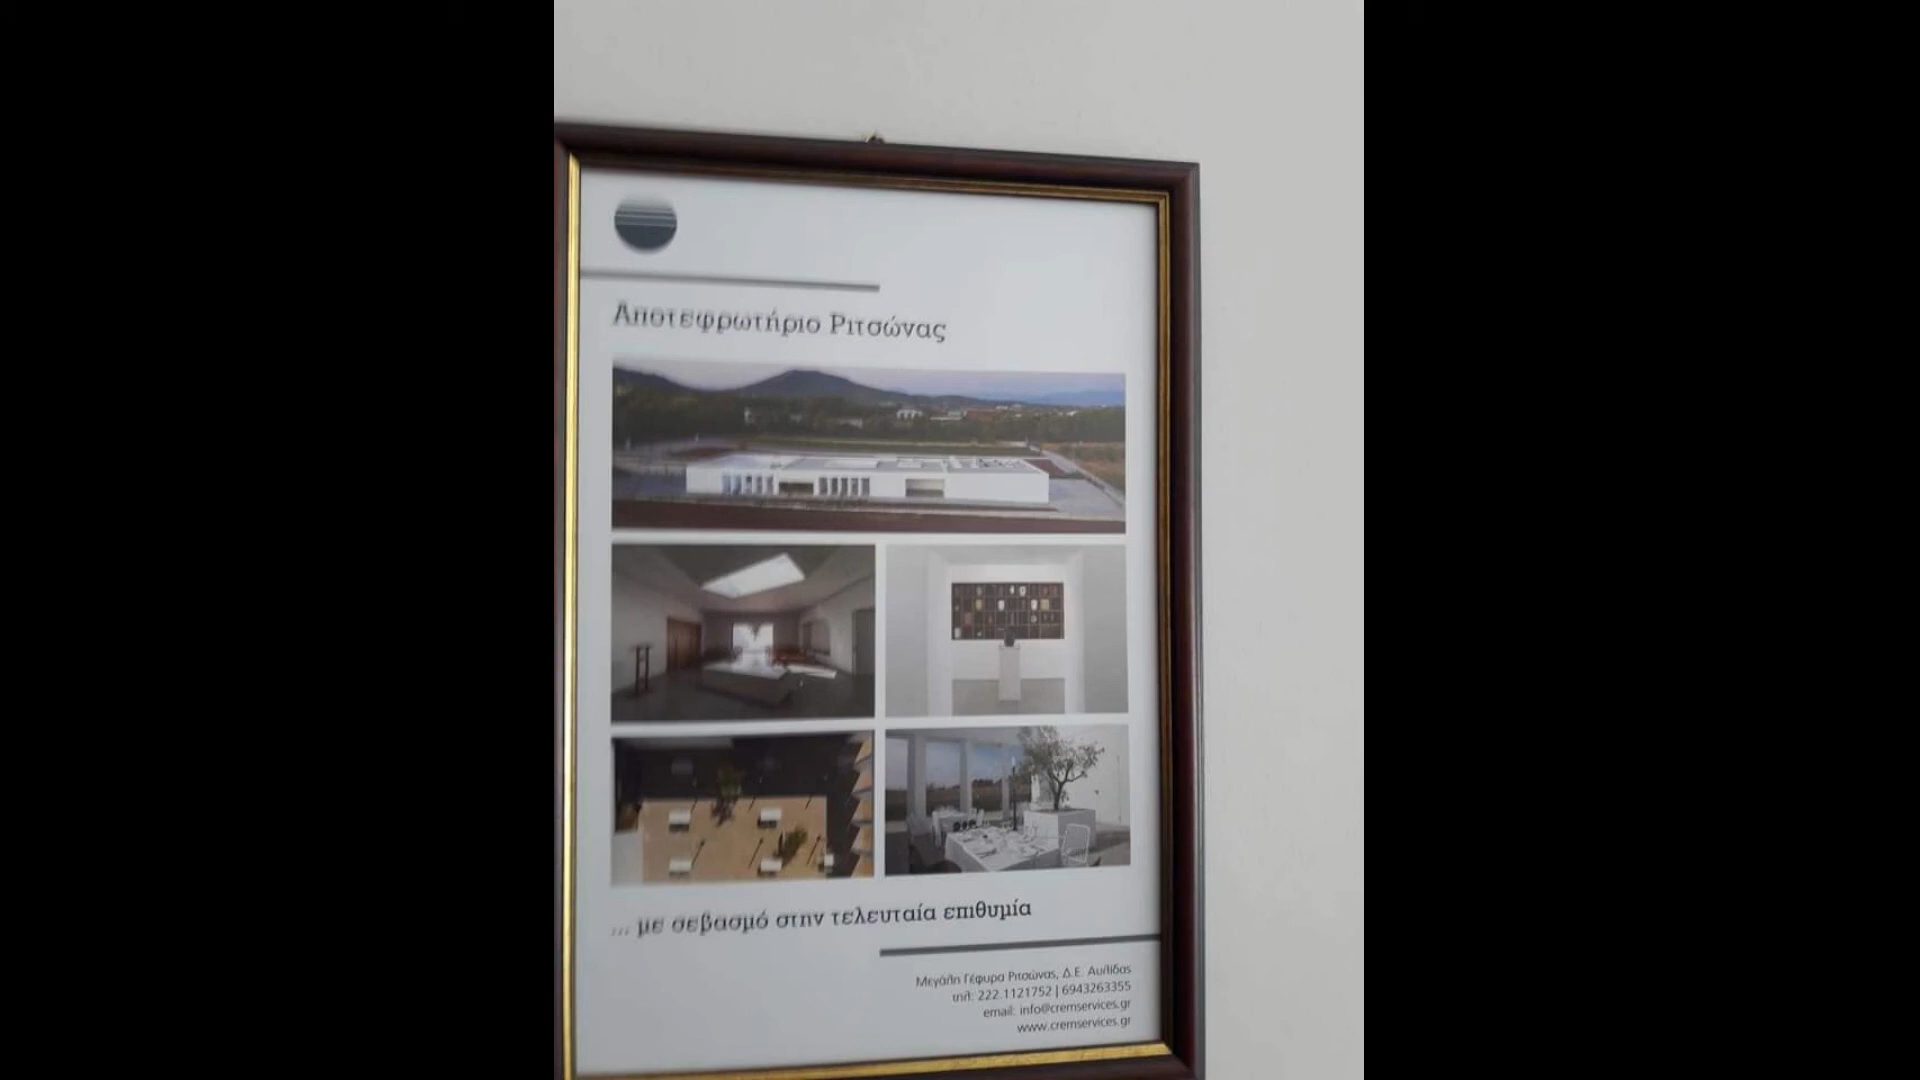 Αποτεφρωτήριο Ριτσώνας
... με σεβασμό στην τελευταία επιθυμία
Μεγάλη Γέφυρα Ριτσώνας, Δ.Ε. Αυλίδας
τηλ: 222 1121752 | 6943263355
email: info@cremservices.gr
www.cremservices.gr